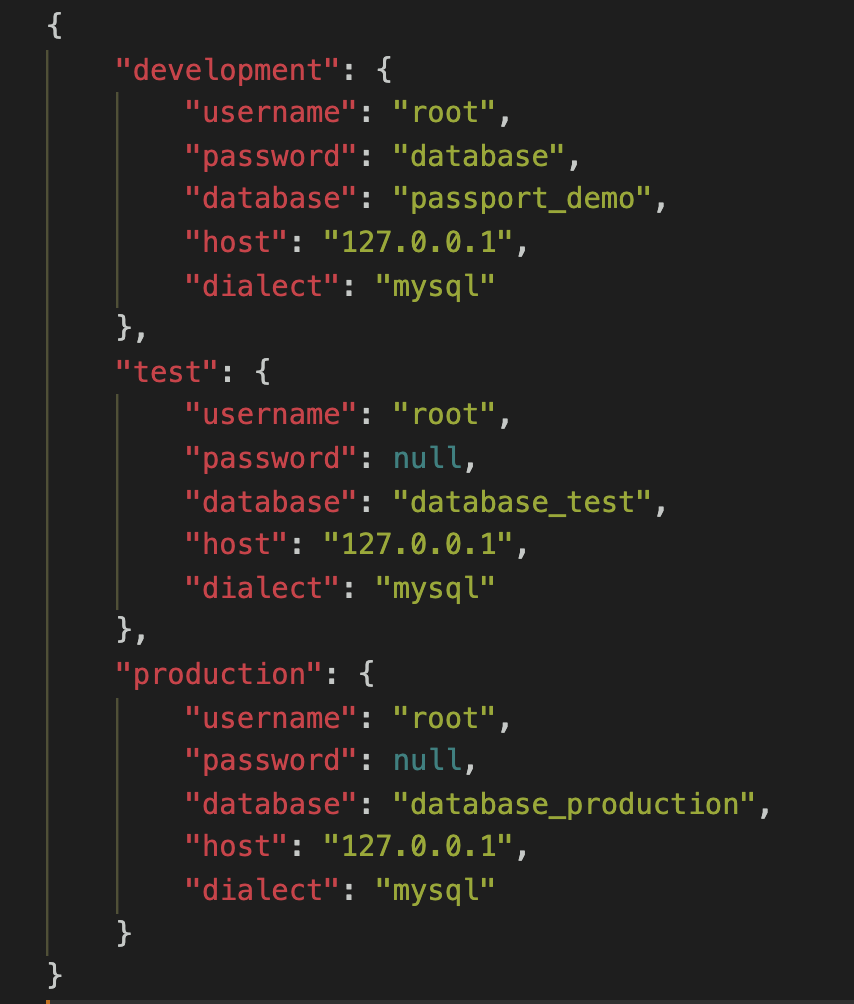 {
    "development": {
        "username": "root",
        "password": "database",
        "database": "passport_demo",
        "host": "127.0.0.1",
        "dialect": "mysql"
    },
    "test": {
        "username": "root",
        "password": null,
        "database": "database_test",
        "host": "127.0.0.1",
        "dialect": "mysql"
    },
    "production": {
        "username": "root",
        "password": null,
        "database": "database_production",
        "host": "127.0.0.1",
        "dialect": "mysql"
    }
}